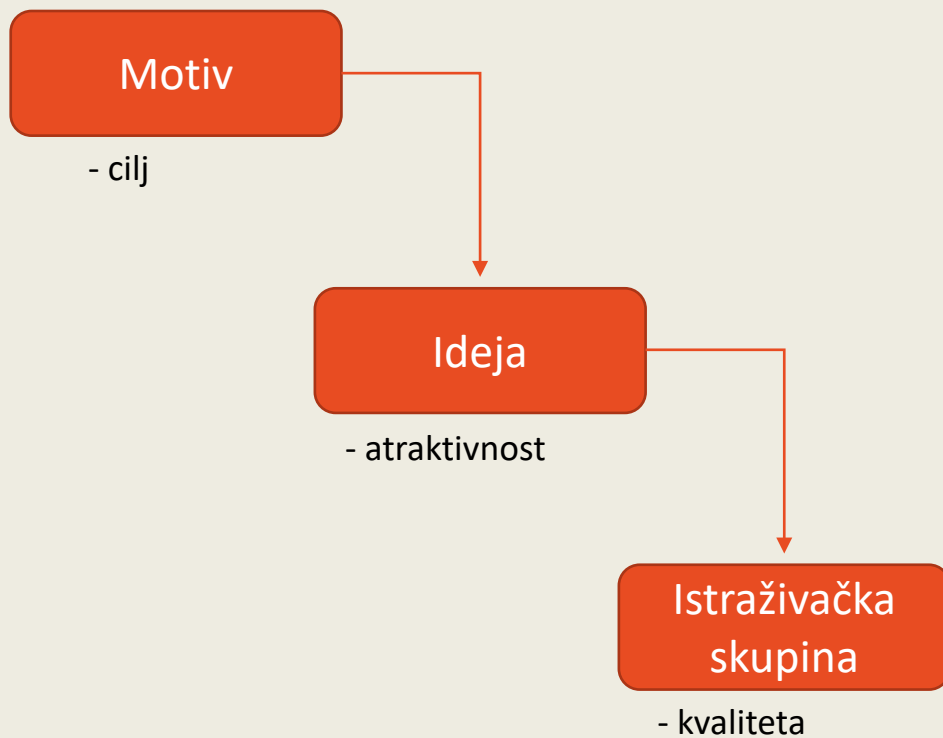 Motiv
- cilj
Ideja
- atraktivnost
Istraživačka
skupina
- kvaliteta